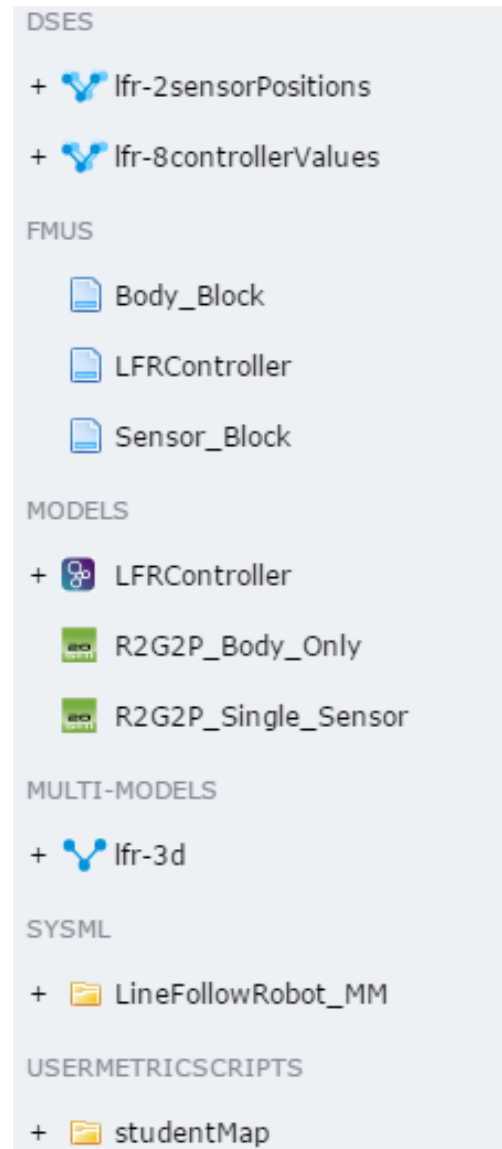 DSES
+ lfr-2sensorPositions
+ lfr-8controllerValues
FMUS
Body_Block
LFRController
Sensor_Block
MODELS
+ LFRController
R2G2P_Body_Only
R2G2P_Single_Sensor
MULTI-MODELS
+ lfr-3d
SYSML
+ LineFollowRobot_MM
USERMETRICSCRIPTS
+ studentMap